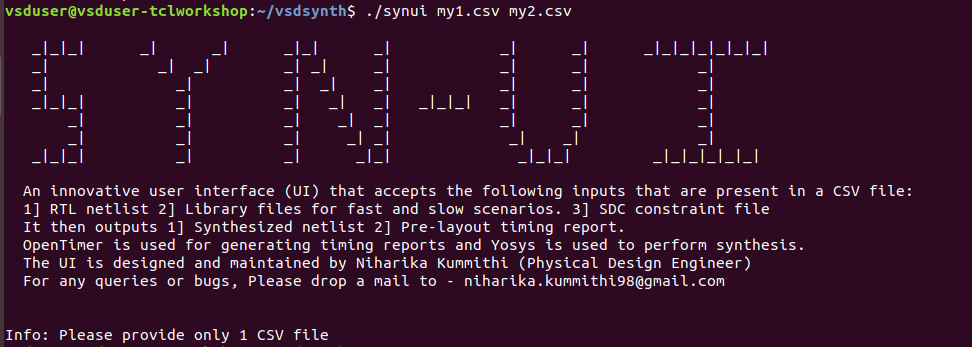 vsduser@vsduser-tclworkshop:~/vsdsynth$ ./synui my1.csv my2.csv
SYN-UI
An innovative user interface (UI) that accepts the following inputs that are present in a CSV file:
1] RTL netlist 2] Library files for fast and slow scenarios. 3] SDC constraint file
It then outputs 1] Synthesized netlist 2] Pre-layout timing report.
OpenTimer is used for generating timing reports and Yosys is used to perform synthesis.
The UI is designed and maintained by Niharika Kummithi (Physical Design Engineer)
For any queries or bugs, Please drop a mail to - niharika.kummithi98@gmail.com
Info: Please provide only 1 CSV file